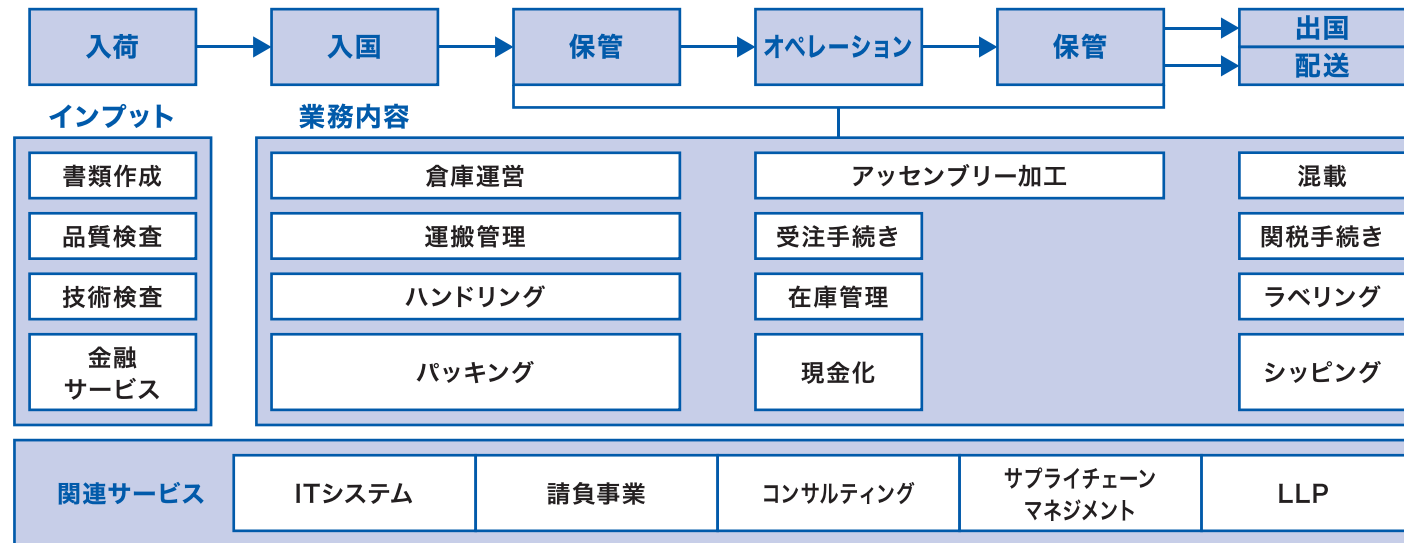 入荷
入国
保管
オペレーション
保管
出国
配送
インプット
業務内容
書類作成
倉庫運営
アッセンブリー加工
混載
品質検査
運搬管理
受注手続き
関税手続き
技術検査
ハンドリング
在庫管理
ラベリング
金融
サービス
パッキング
現金化
シッピング
関連サービス
ITシステム
請負事業
コンサルティング
サプライチェーン
マネジメント
LLP